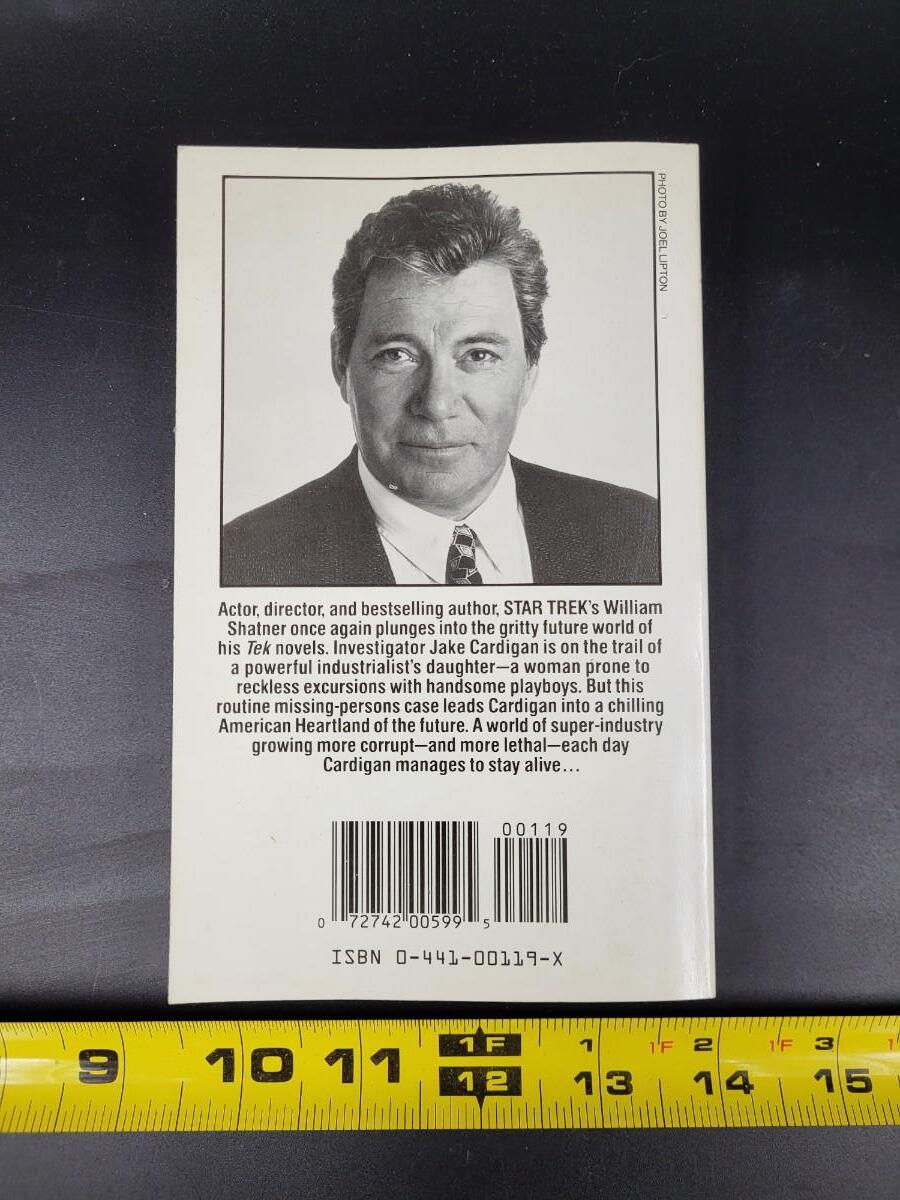 PHOTO BY JOEL LIPTON
Actor, director, and bestselling author, STAR TREK's William
Shatner once again plunges into the gritty future world of
his Tek novels. Investigator Jake Cardigan is on the trail of
a powerful industrialist's daughter—a woman prone to
reckless excursions with handsome playboys. But this
routine missing-persons case leads Cardigan into a chilling
American Heartland of the future. A world of super-industry
growing more corrupt—and more lethal—each day
Cardigan manages to stay alive...
00119
0 72742 00599 5
ISBN 0-441-00119-X
1F 1 1F 2 1F 3 1
9 10 11 12 13 14 15